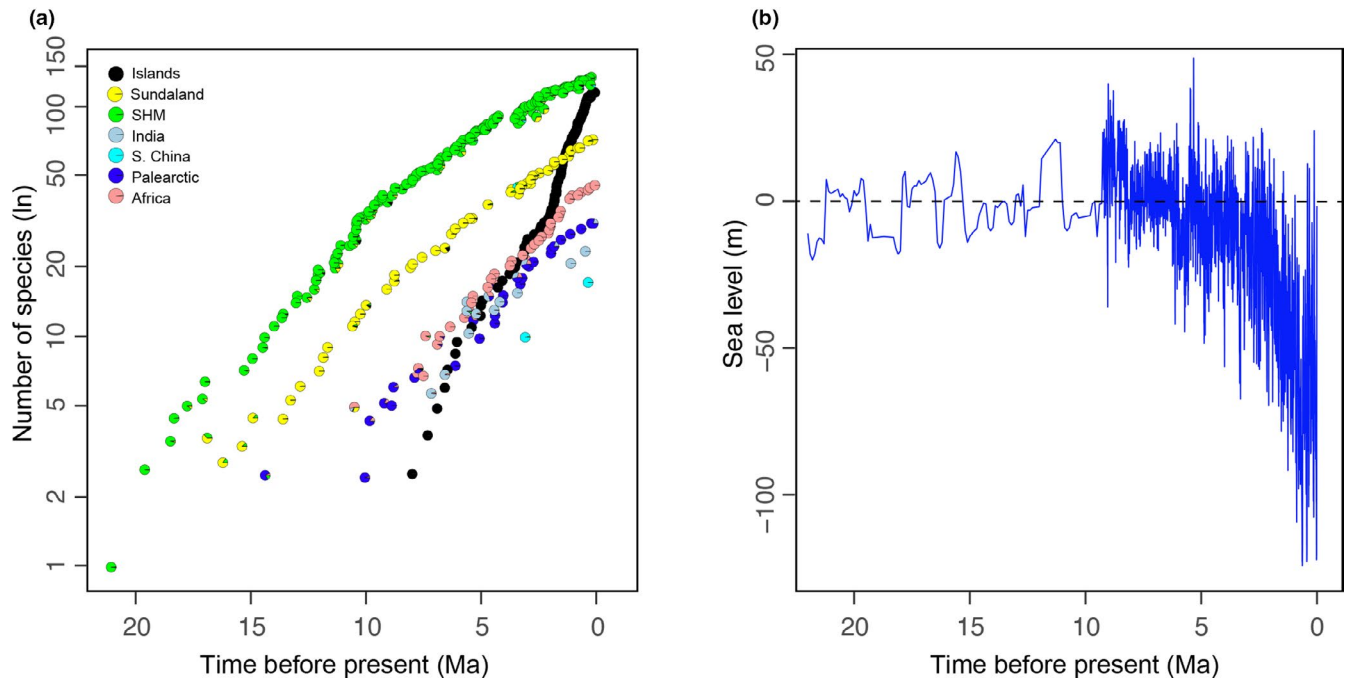 (a)
150
100
50
20
10
5
2
1
Number of species (ln)
Islands
Sundaland
SHM
India
S. China
Palearctic
Africa
20 15 10 5 0
Time before present (Ma)
(b)
50
0
−50
−100
Sea level (m)
20 15 10 5 0
Time before present (Ma)